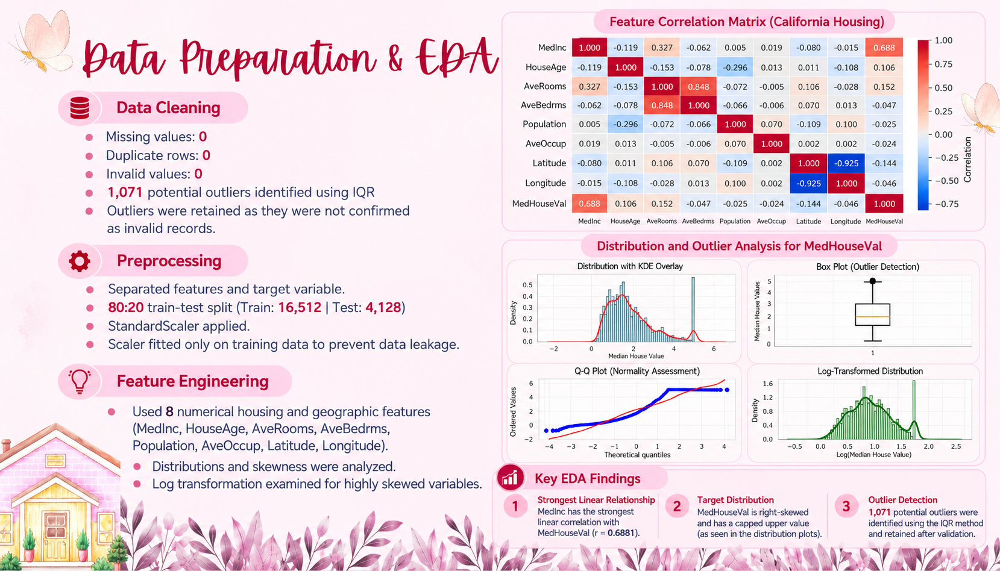 Data Preparation & EDA
Data Cleaning
Missing values: 0
Duplicate rows: 0
Invalid values: 0
1,071 potential outliers identified using IQR
Outliers were retained as they were not confirmed
as invalid records.
Preprocessing
Separated features and target variable.
80:20 train-test split (Train: 16,512 | Test: 4,128)
StandardScaler applied.
Scaler fitted only on training data to prevent data leakage.
Feature Engineering
Used 8 numerical housing and geographic features
(MedInc, HouseAge, AveRooms, AveBedrms,
Population, AveOccup, Latitude, Longitude).
Distributions and skewness were analyzed.
Log transformation examined for highly skewed variables.
Feature Correlation Matrix (California Housing)
MedInc 1.000 -0.119 0.327 -0.062 0.005 0.019 -0.080 -0.015 0.688
HouseAge -0.119 1.000 -0.153 -0.078 -0.296 0.013 0.011 -0.108 0.106
AveRooms 0.327 -0.153 1.000 0.848 -0.072 -0.005 0.106 -0.028 0.152
AveBedrms -0.062 -0.078 0.848 1.000 -0.066 -0.006 0.070 0.013 -0.047
Population 0.005 -0.296 -0.072 -0.066 1.000 0.070 -0.109 0.100 -0.025
AveOccup 0.019 0.013 -0.005 -0.006 0.070 1.000 0.002 0.002 -0.024
Latitude -0.080 0.011 0.106 0.070 -0.109 0.002 1.000 -0.925 -0.144
Longitude -0.015 -0.108 -0.028 0.013 0.100 0.002 -0.925 1.000 -0.046
MedHouseVal 0.688 0.106 0.152 -0.047 -0.025 -0.024 -0.144 -0.046 1.000
MedInc HouseAge AveRooms AveBedrms Population AveOccup Latitude Longitude MedHouseVal
1.00
0.75
0.50
0.25
0.00
−0.25
−0.50
−0.75
Correlation
Distribution and Outlier Analysis for MedHouseVal
Distribution with KDE Overlay
Density
0.5
0.4
0.3
0.2
0.1
0.0
−2 0 2 4 6
Median House Value
Box Plot (Outlier Detection)
Median House Values
5
4
3
2
1
0
1
Q-Q Plot (Normality Assessment)
Ordered Values
6
4
2
0
−2
−4 −3 −2 −1 0 1 2 3 4
Theoretical quantiles
Log-Transformed Distribution
Density
1.6
1.2
0.8
0.4
0.0
−0.5 0.0 0.5 1.0 1.5 2.0 2.5
Log(Median House Value)
Key EDA Findings
1
Strongest Linear Relationship
MedInc has the strongest
linear correlation with
MedHouseVal (r = 0.6881).
2
Target Distribution
MedHouseVal is right-skewed
and has a capped upper value
(as seen in the distribution plots).
3
Outlier Detection
1,071 potential outliers were
identified using the IQR method
and retained after validation.